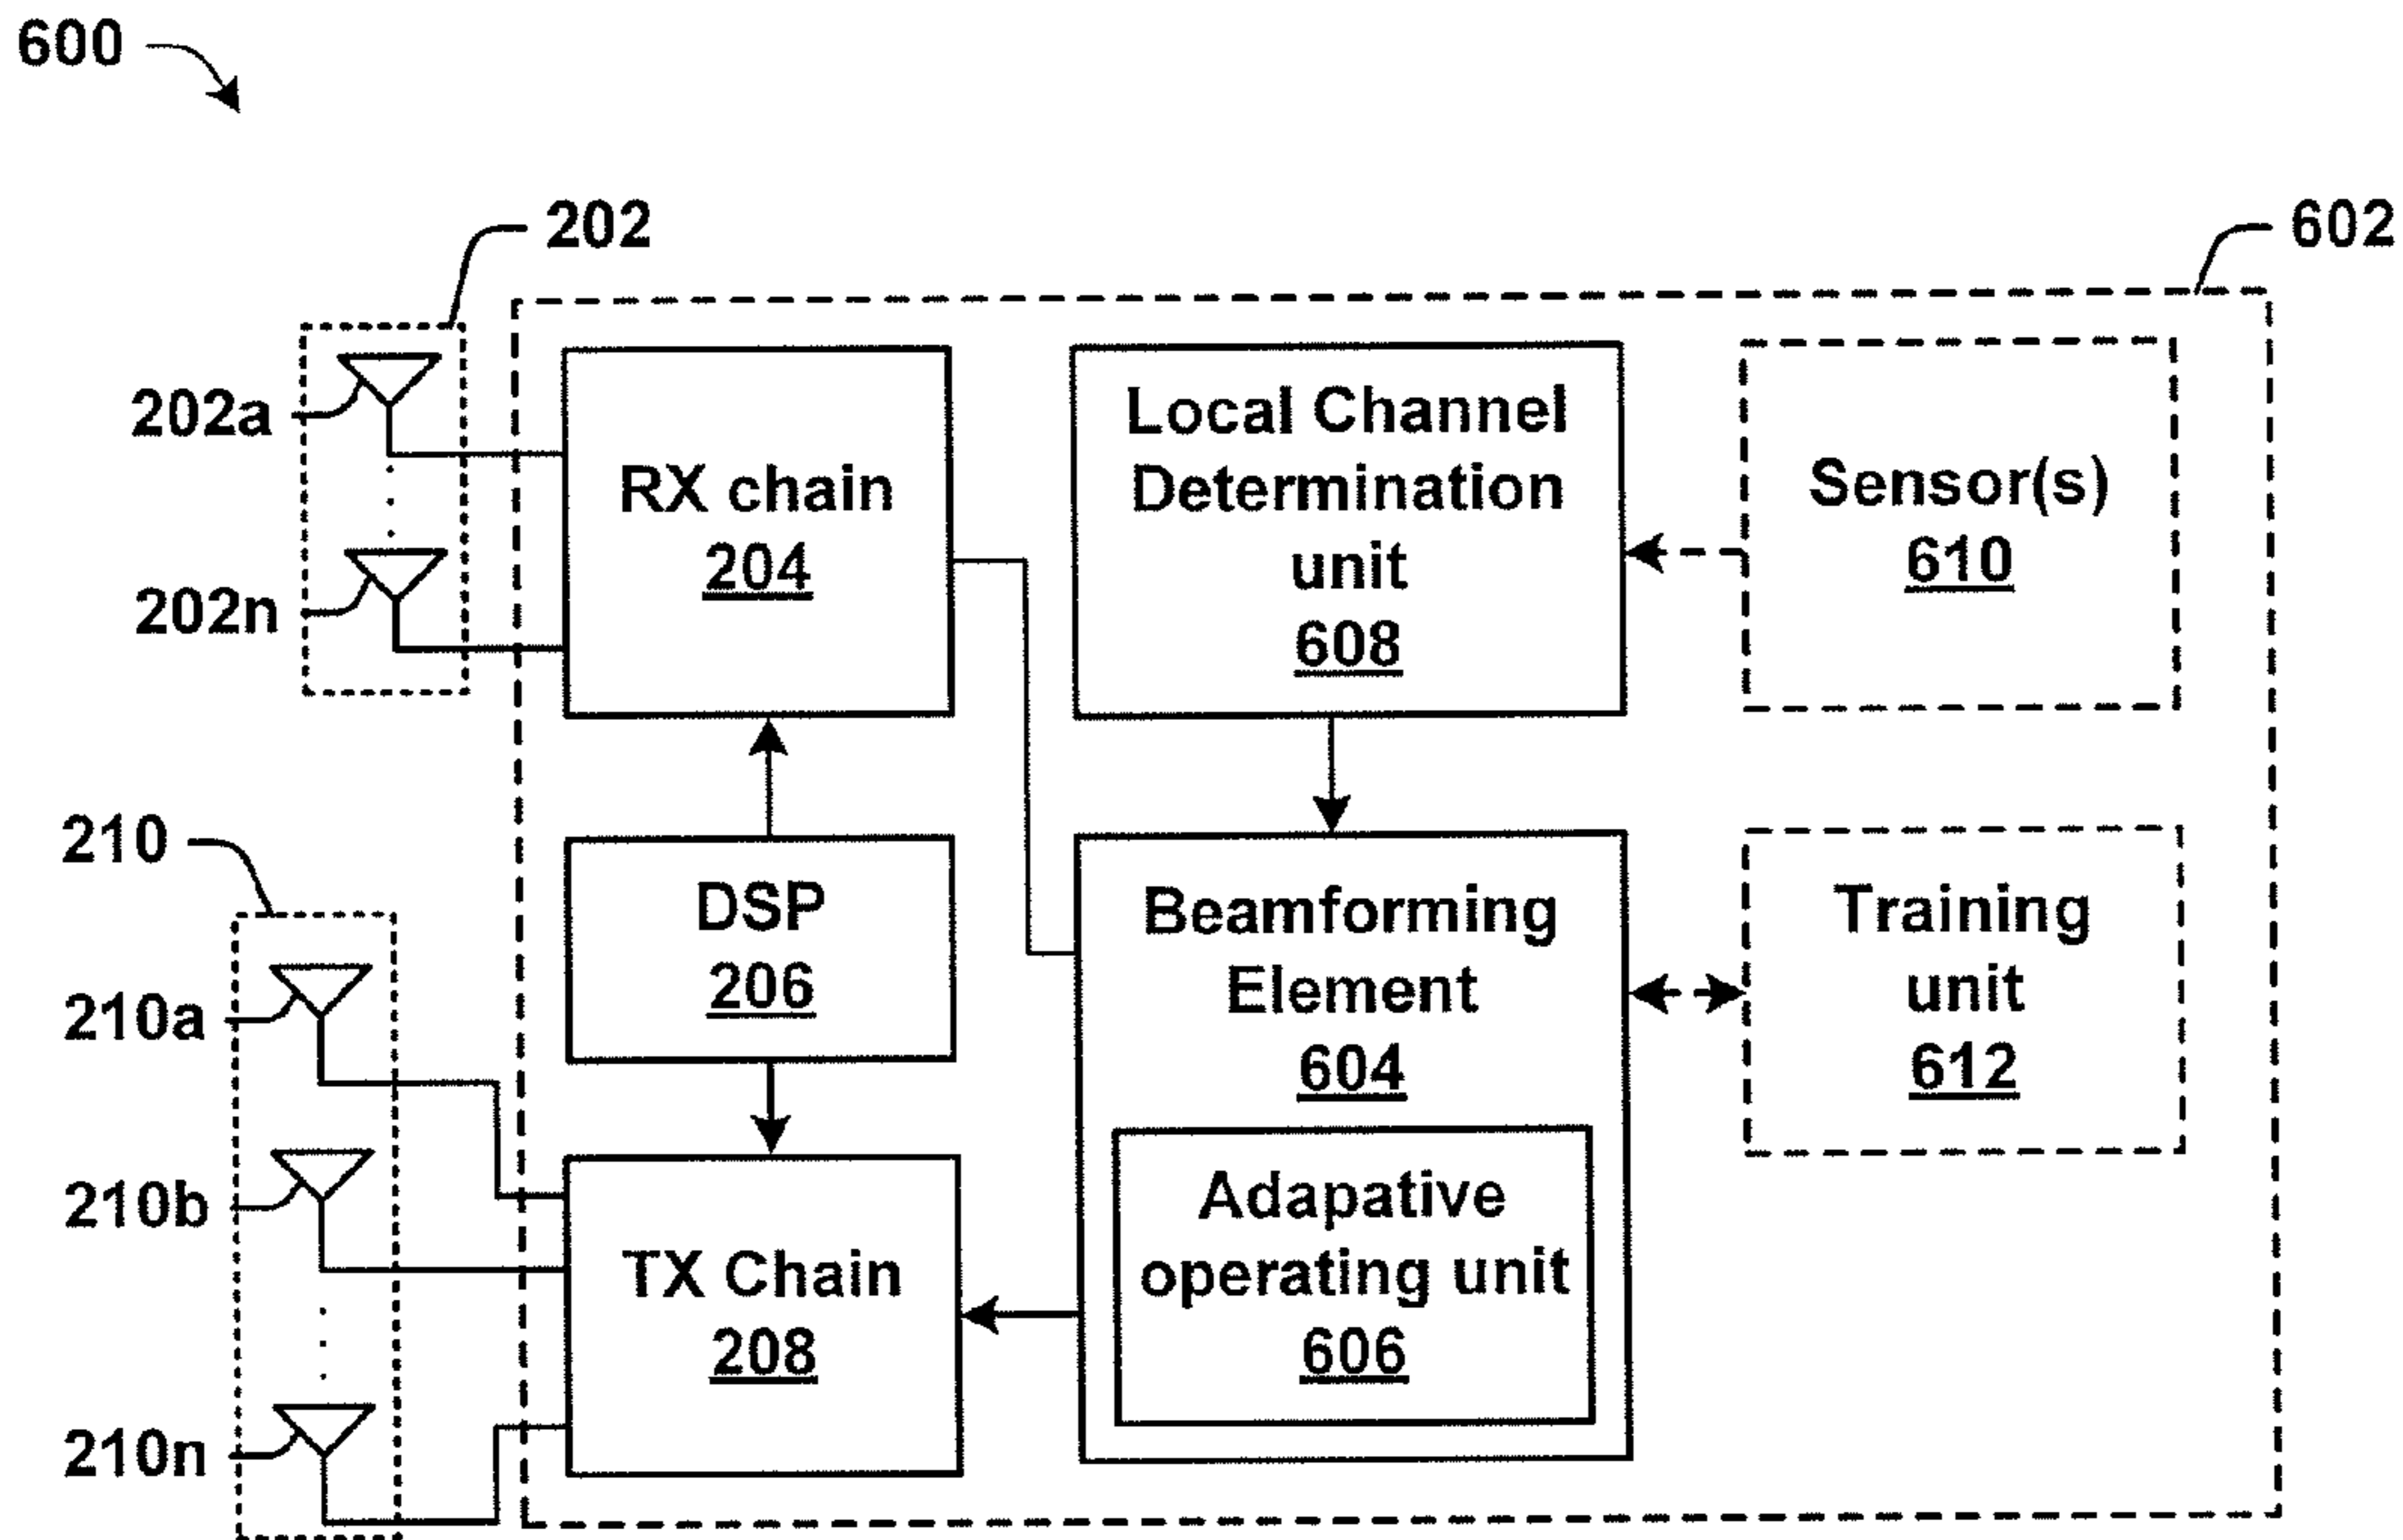 600
202
602
202a
202n
RX chain
204
Local Channel
Determination
unit
608
Sensor(s)
610
210
210a
210b
210n
DSP
206
Beamforming
Element
604
Training
unit
612
TX Chain
208
Adapative
operating unit
606